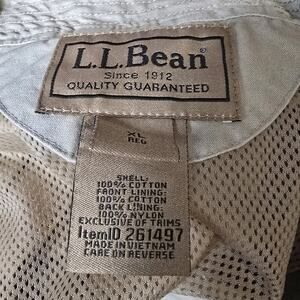 L.L.Bean
Since 1912
QUALITY GUARANTEED
XL
REG
SHELL:
100% COTTON
FRONT LINING:
100% COTTON
BACK LINING:
100% NYLON
EXCLUSIVE OF TRIMS
ItemID 261497
MADE IN VIETNAM
CARE ON REVERSE